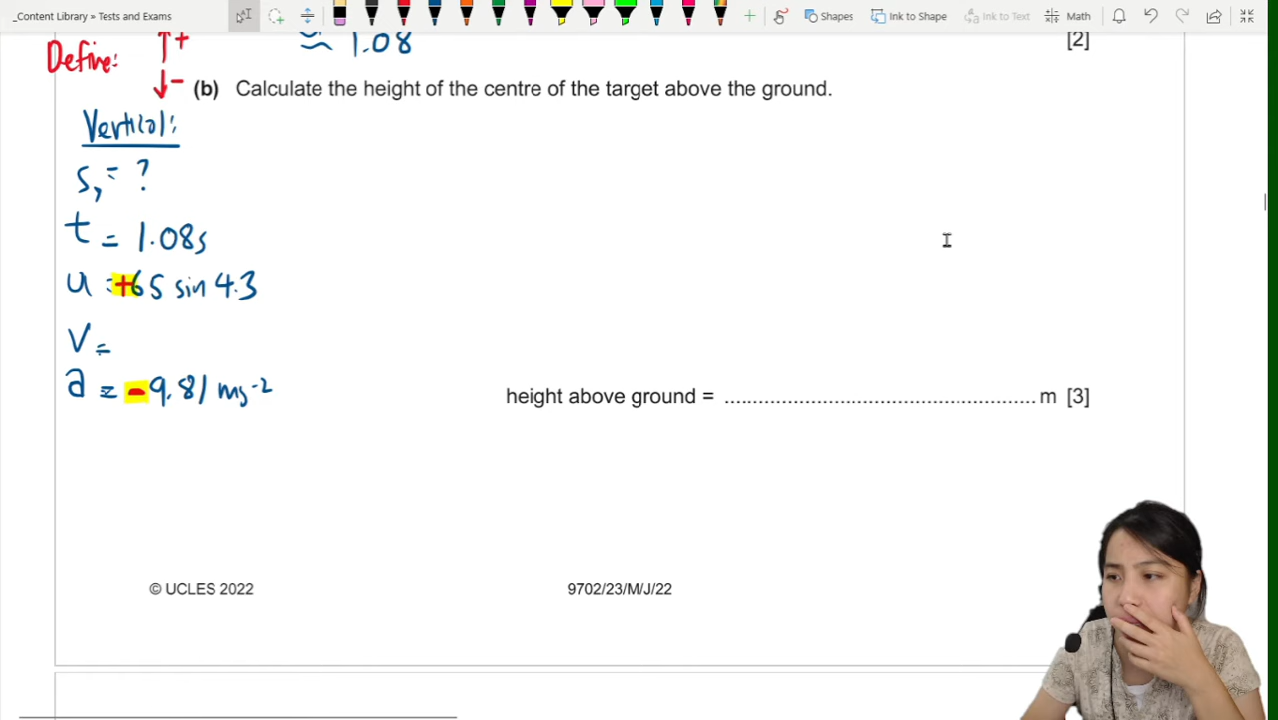 _Content Library » Tests and Exams
Shapes
Ink to Shape
Ink to Text
Math
≈ 1.08
[2]
Define:
+
-
(b) Calculate the height of the centre of the target above the ground.
Vertical:
sy = ?
t = 1.08s
u = +65 sin 4.3
v =
a = -9.81 ms-2
height above ground = ........................................ m [3]
© UCLES 2022
9702/23/M/J/22